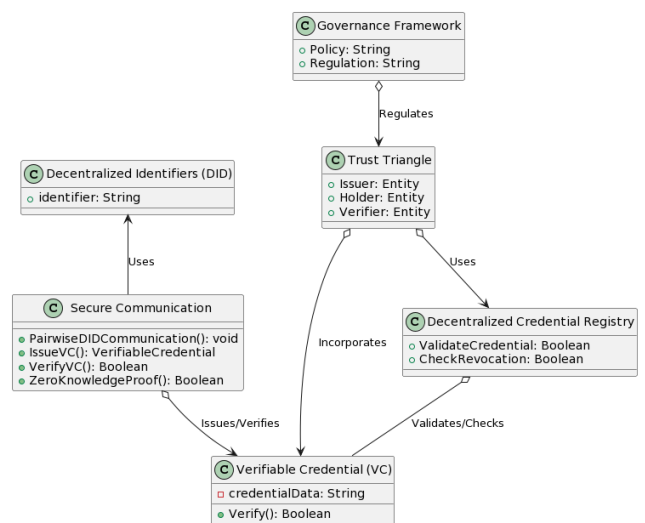 C Governance Framework
Policy: String
Regulation: String
Regulates
C Trust Triangle
Issuer: Entity
Holder: Entity
Verifier: Entity
C Decentralized Identifiers (DID)
identifier: String
Uses
Uses
C Secure Communication
PairwiseDIDCommunication(): void
IssueVC(): VerifiableCredential
VerifyVC(): Boolean
ZeroKnowledgeProof(): Boolean
C Decentralized Credential Registry
ValidateCredential: Boolean
CheckRevocation: Boolean
Incorporates
Issues/Verifies
Validates/Checks
C Verifiable Credential (VC)
credentialData: String
Verify(): Boolean